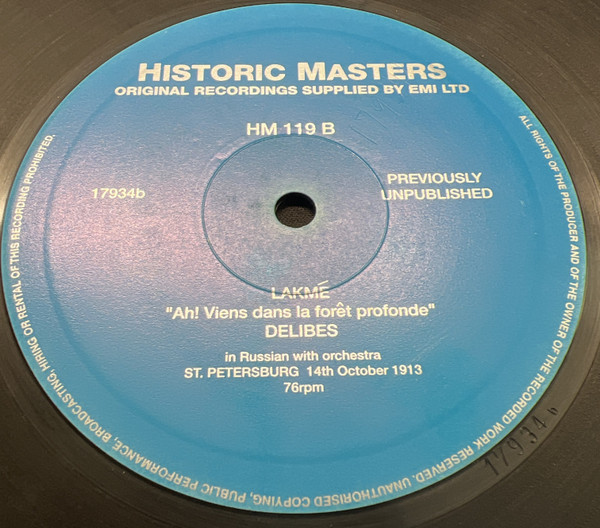 HISTORIC MASTERS
ORIGINAL RECORDINGS SUPPLIED BY EMI LTD
HM 119 B
17934b
PREVIOUSLY
UNPUBLISHED
LAKMÉ
"Ah! Viens dans la forêt profonde"
DELIBES
in Russian with orchestra
ST. PETERSBURG 14th October 1913
76rpm
ALL RIGHTS OF THE PRODUCER AND OF THE OWNER OF THE RECORDED WORK RESERVED. UNAUTHORISED COPYING, PUBLIC PERFORMANCE, BROADCASTING HIRING OR RENTAL OF THIS RECORDING PROHIBITED.
17934b